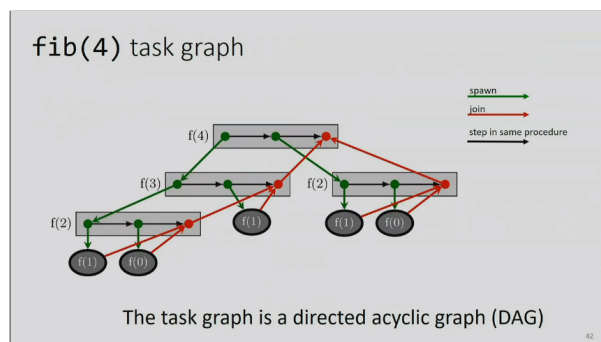 fib(4) task graph
spawn
join
step in same procedure
f(4)
f(3)
f(2)
f(2)
f(1)
f(1)
f(0)
f(1)
f(0)
The task graph is a directed acyclic graph (DAG)
42